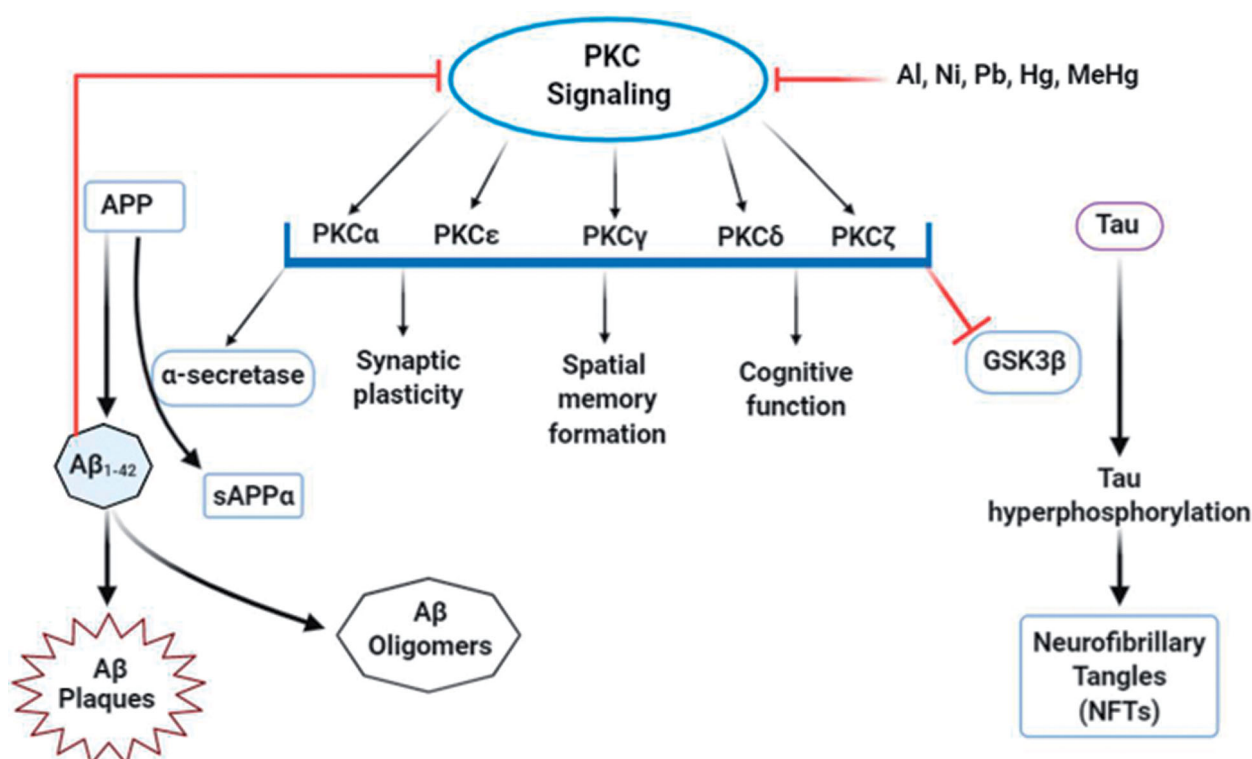 PKC
Signaling
Al, Ni, Pb, Hg, MeHg
APP
PKCα
PKCε
PKCγ
PKCδ
PKCζ
Tau
α-secretase
Synaptic
plasticity
Spatial
memory
formation
Cognitive
function
GSK3β
Aβ₁₋₄₂
sAPPα
Tau
hyperphosphorylation
Aβ
Oligomers
Aβ
Plaques
Neurofibrillary
Tangles
(NFTs)